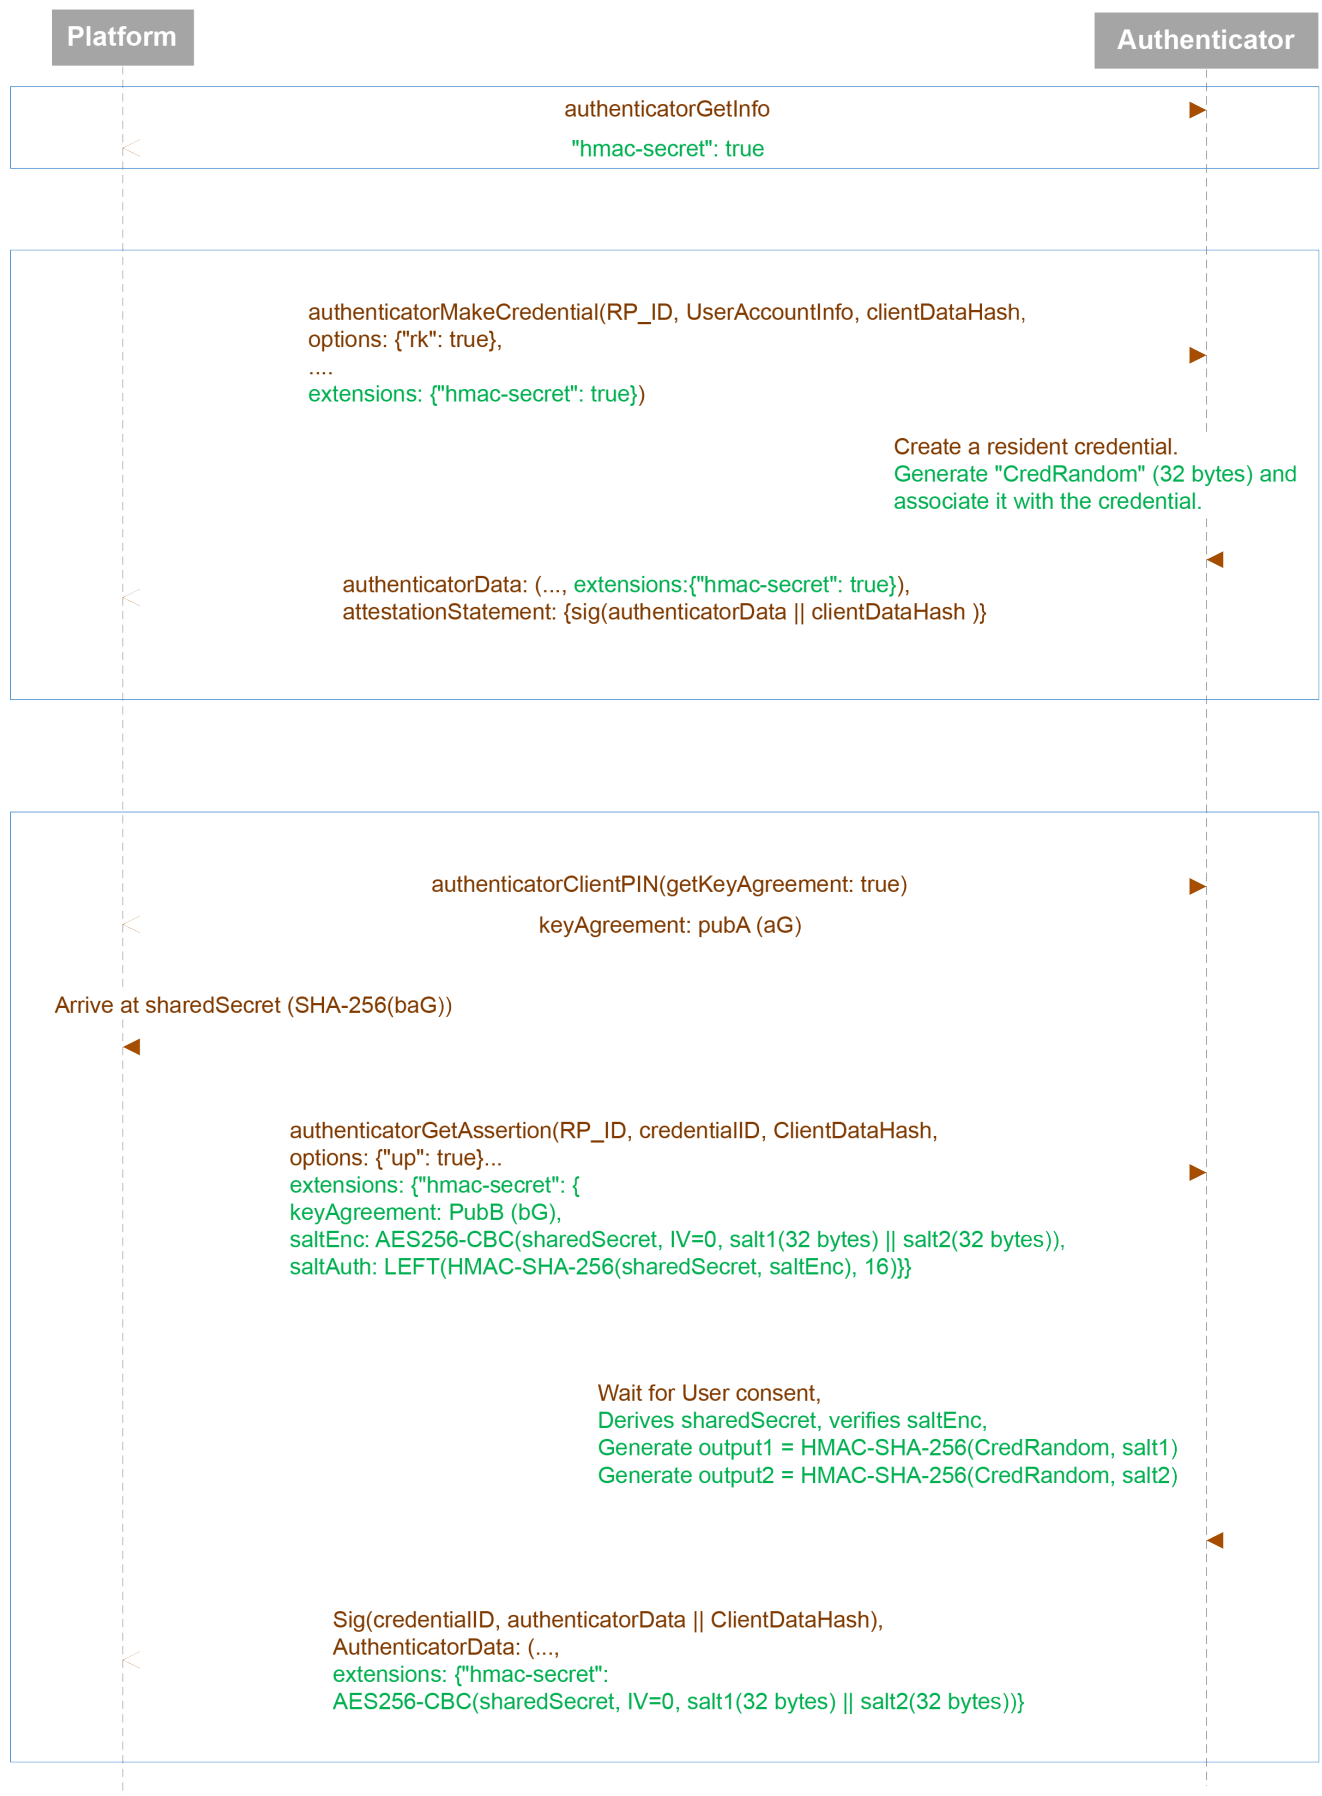 Platform
Authenticator
authenticatorGetInfo
"hmac-secret": true
authenticatorMakeCredential(RP_ID, UserAccountInfo, clientDataHash,
options: {"rk": true},
....
extensions: {"hmac-secret": true})
Create a resident credential.
Generate "CredRandom" (32 bytes) and
associate it with the credential.
authenticatorData: (..., extensions:{"hmac-secret": true}),
attestationStatement: {sig(authenticatorData || clientDataHash )}
authenticatorClientPIN(getKeyAgreement: true)
keyAgreement: pubA (aG)
Arrive at sharedSecret (SHA-256(baG))
authenticatorGetAssertion(RP_ID, credentialID, ClientDataHash,
options: {"up": true}...
extensions: {"hmac-secret": {
keyAgreement: PubB (bG),
saltEnc: AES256-CBC(sharedSecret, IV=0, salt1(32 bytes) || salt2(32 bytes)),
saltAuth: LEFT(HMAC-SHA-256(sharedSecret, saltEnc), 16)}}
Wait for User consent,
Derives sharedSecret, verifies saltEnc,
Generate output1 = HMAC-SHA-256(CredRandom, salt1)
Generate output2 = HMAC-SHA-256(CredRandom, salt2)
Sig(credentialID, authenticatorData || ClientDataHash),
AuthenticatorData: (...,
extensions: {"hmac-secret":
AES256-CBC(sharedSecret, IV=0, salt1(32 bytes) || salt2(32 bytes))}